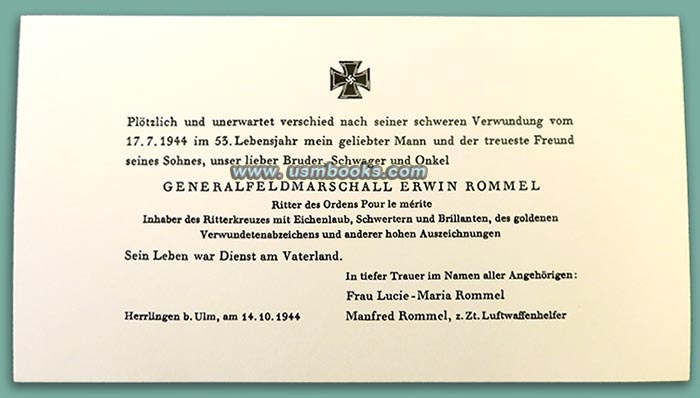 Plötzlich und unerwartet verschied nach seiner schweren Verwundung vom
17.7.1944 im 53. Lebensjahr mein geliebter Mann und der treueste Freund
seines Sohnes, unser lieber Bruder, Schwager und Onkel
www.usmbooks.com
GENERALFELDMARSCHALL ERWIN ROMMEL
Ritter des Ordens Pour le mérite
Inhaber des Ritterkreuzes mit Eichenlaub, Schwertern und Brillanten, des goldenen
Verwundetenabzeichens und anderer hohen Auszeichnungen
Sein Leben war Dienst am Vaterland.
In tiefer Trauer im Namen aller Angehörigen:
Frau Lucie-Maria Rommel
Herrlingen b. Ulm, am 14.10.1944 Manfred Rommel, z. Zt. Luftwaffenhelfer